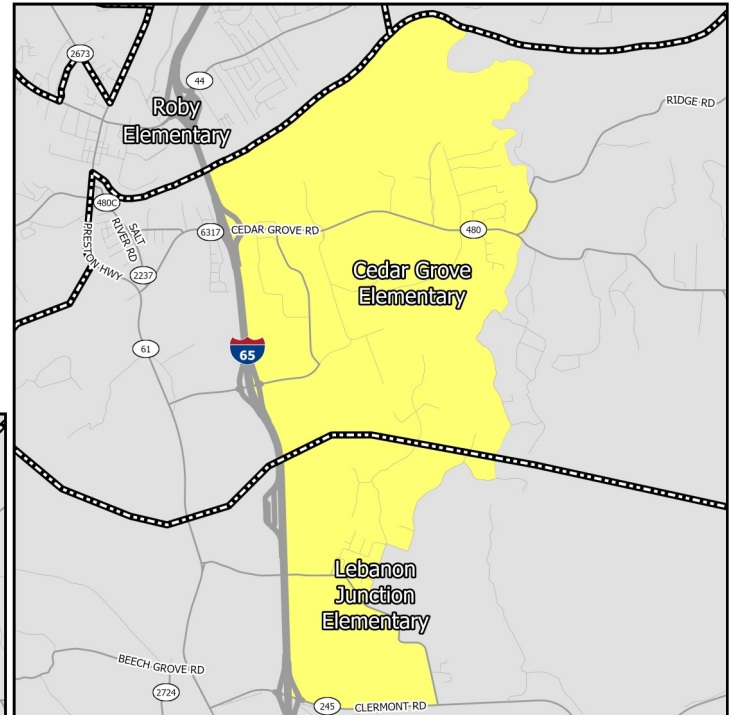 2673
44
RIDGE RD
Roby
Elementary
480C
SALT
RIVER RD
6317
CEDAR GROVE RD
480
PRESTON HWY
2237
Cedar Grove
Elementary
61
65
Lebanon
Junction
Elementary
BEECH GROVE RD
2724
245
CLERMONT RD